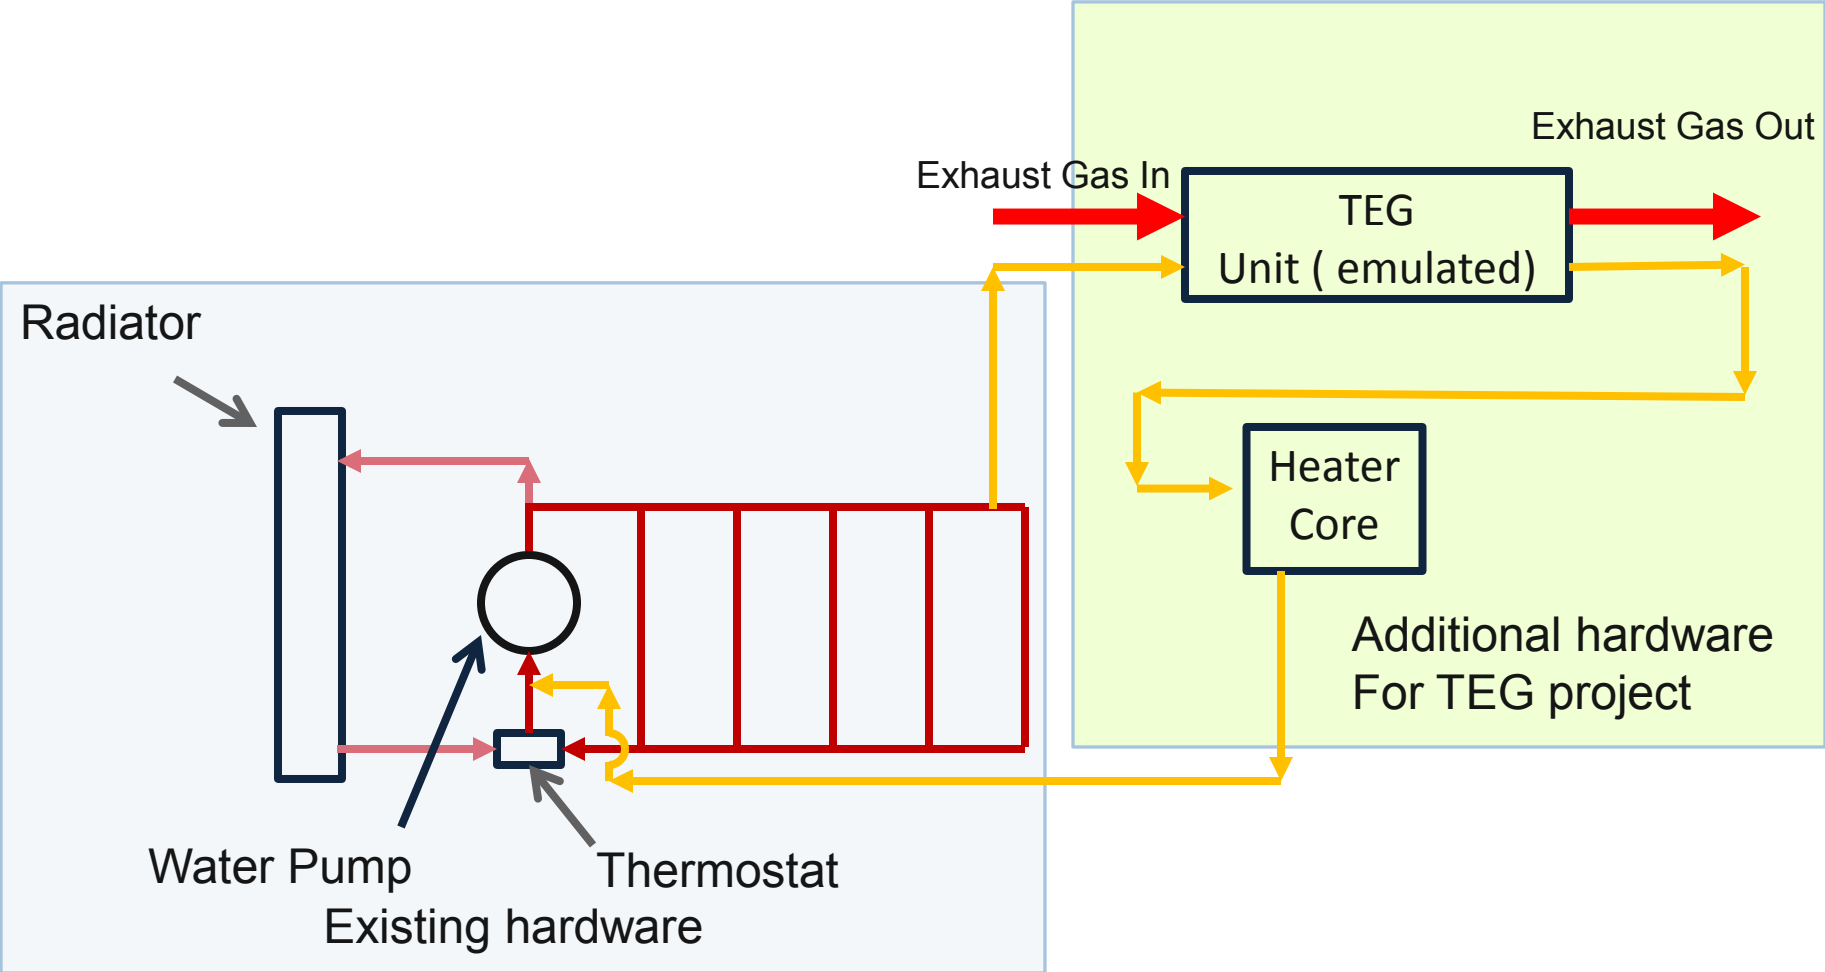 Exhaust Gas Out
Exhaust Gas In
TEG
Unit ( emulated)
Radiator
Heater
Core
Additional hardware
For TEG project
Water Pump
Thermostat
Existing hardware